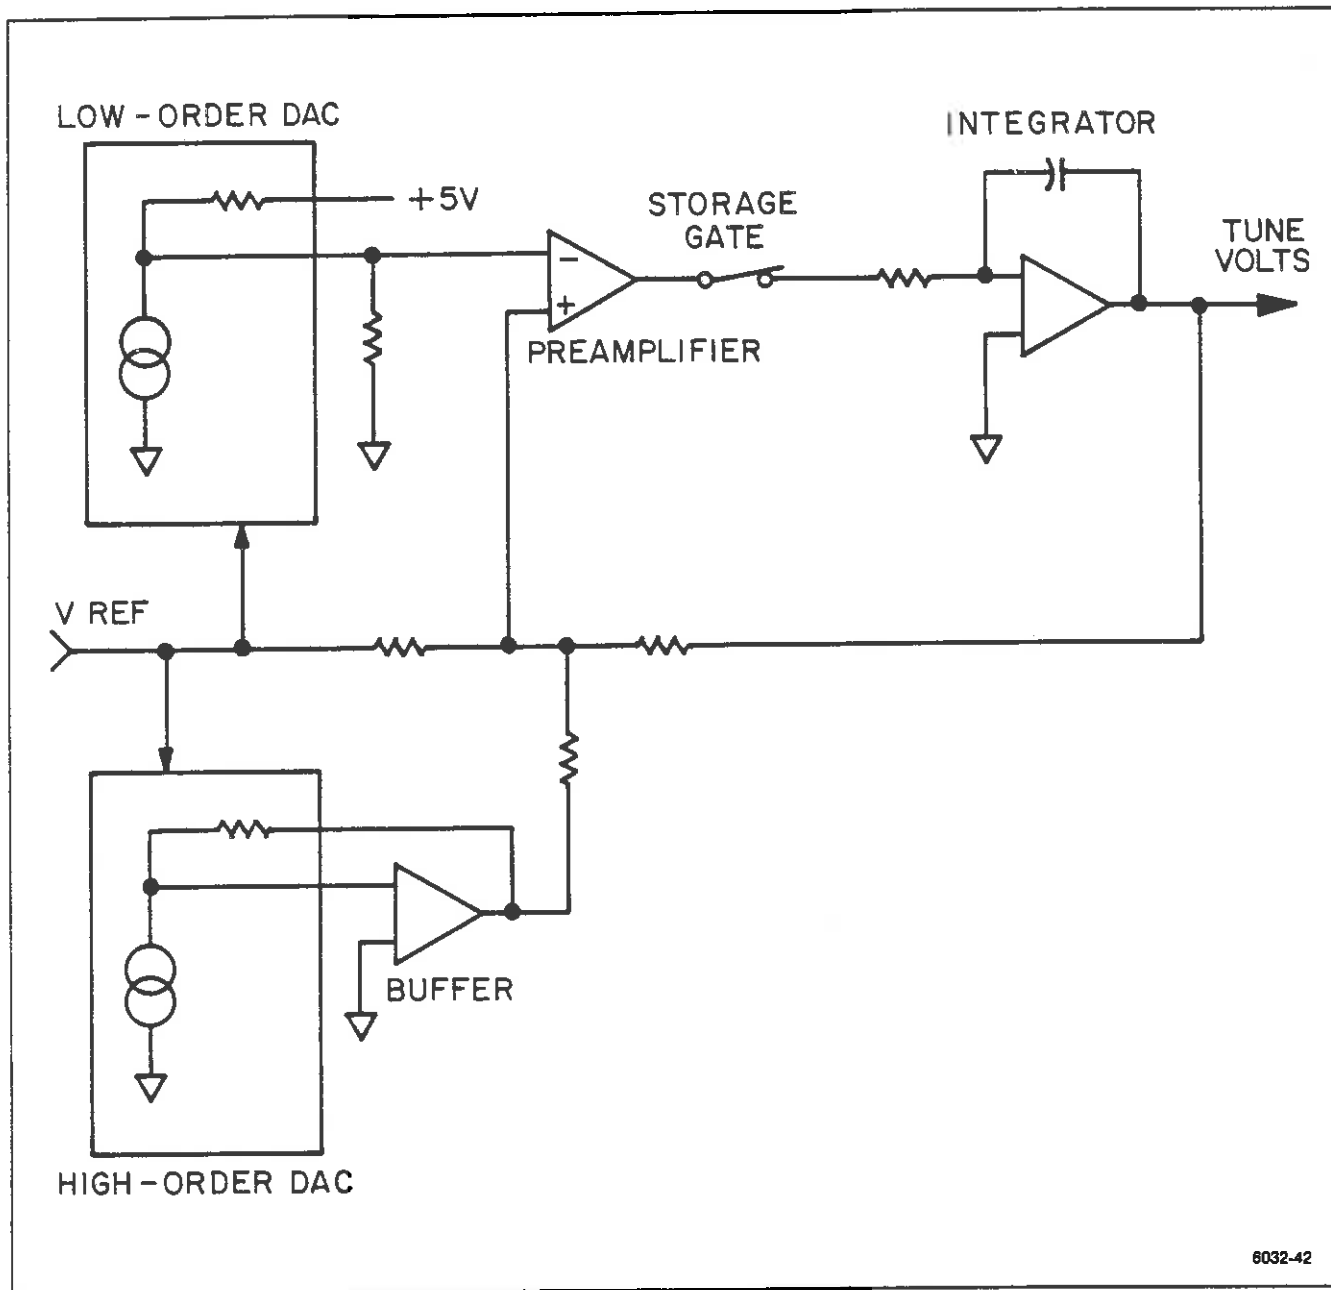 LOW-ORDER DAC
+5V
−
+
PREAMPLIFIER
STORAGE
GATE
INTEGRATOR
TUNE
VOLTS
V REF
BUFFER
HIGH-ORDER DAC
6032-42